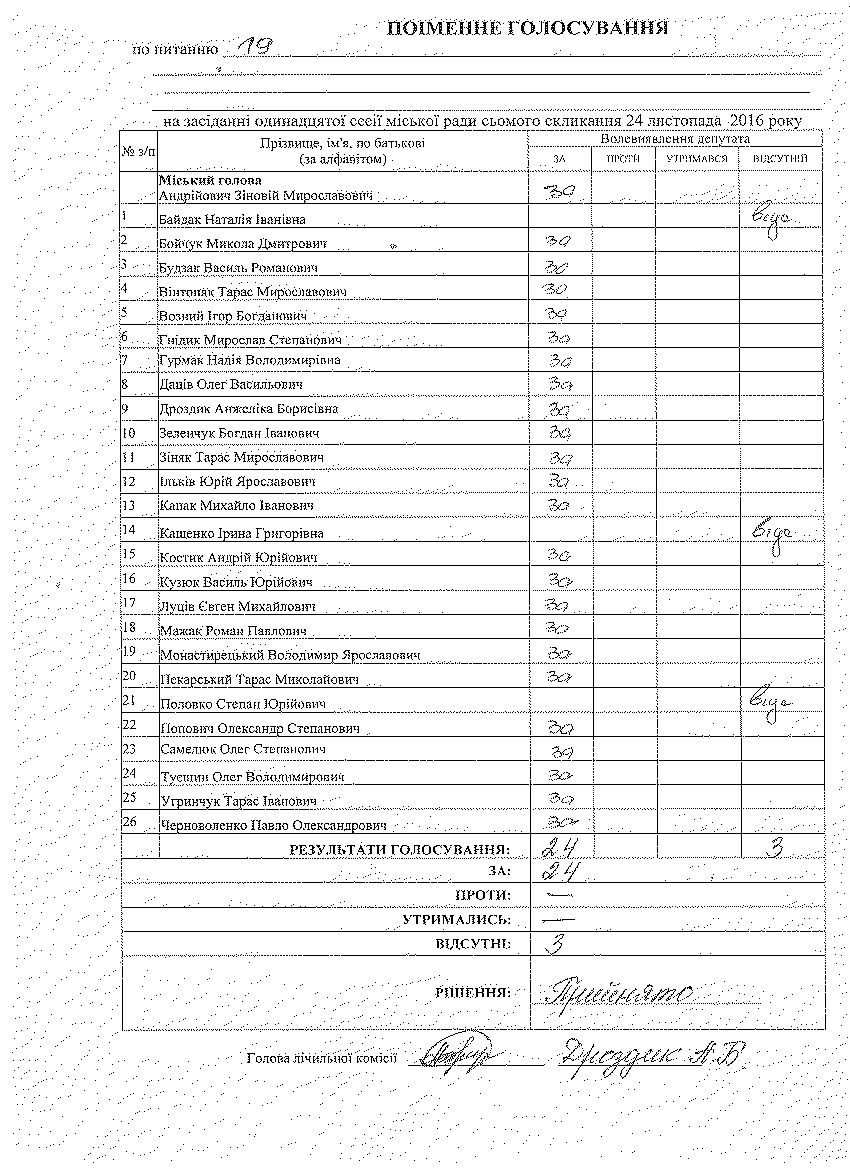 ПОІМЕННЕ ГОЛОСУВАННЯ
по питанню 19
на засіданні одинадцятої сесії міської ради сьомого скликання 24 листопада 2016 року
№ з/п Прізвище, ім'я, по батькові (за алфавітом) Волевиявлення депутата
ЗА ПРОТИ УТРИМАВСЯ ВІДСУТНІЙ
Міський голова
Андрійович Зіновій Мирославович за
1 Байдак Наталія Іванівна відс
2 Бойчук Микола Дмитрович за
3 Будзак Василь Романович за
4 Вінтоняк Тарас Мирославович за
5 Возний Ігор Богданович за
6 Гнідик Мирослав Степанович за
7 Гурмак Надія Володимирівна за
8 Даців Олег Васильович за
9 Дроздик Анжеліка Борисівна за
10 Зеленчук Богдан Іванович за
11 Зіняк Тарас Мирославович за
12 Ільків Юрій Ярославович за
13 Капак Михайло Іванович за
14 Кащенко Ірина Григорівна відс
15 Костик Андрій Юрійович за
16 Кузюк Василь Юрійович за
17 Луців Євген Михайлович за
18 Мажак Роман Павлович за
19 Монастирецький Володимир Ярославович за
20 Пекарський Тарас Миколайович за
21 Половко Степан Юрійович відс
22 Попович Олександр Степанович за
23 Самелюк Олег Степанович за
24 Туєшин Олег Володимирович за
25 Угринчук Тарас Іванович за
26 Черноволенко Павло Олександрович за
РЕЗУЛЬТАТИ ГОЛОСУВАННЯ: 24 3
ЗА: 24
ПРОТИ: —
УТРИМАЛИСЬ: —
ВІДСУТНІ: 3
РІШЕННЯ: Прийнято
Голова лічильної комісії Дроздик А.Б.